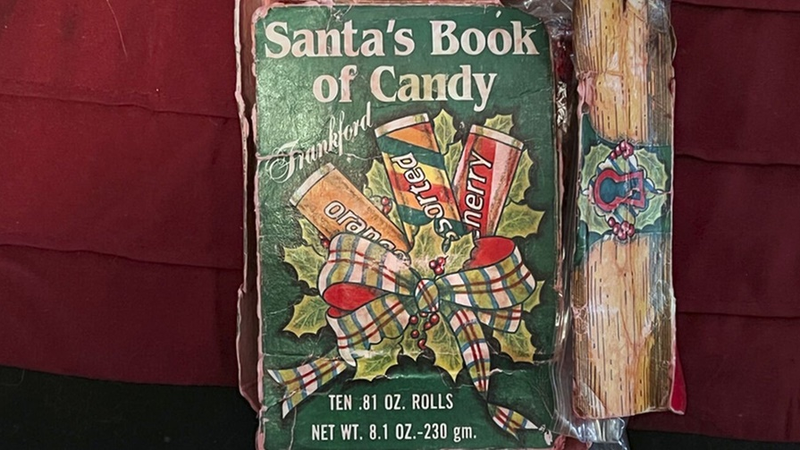 Santa's Book
of Candy
Frankford
orange
assorted
cherry
TEN .81 OZ. ROLLS
NET WT. 8.1 OZ.-230 gm.